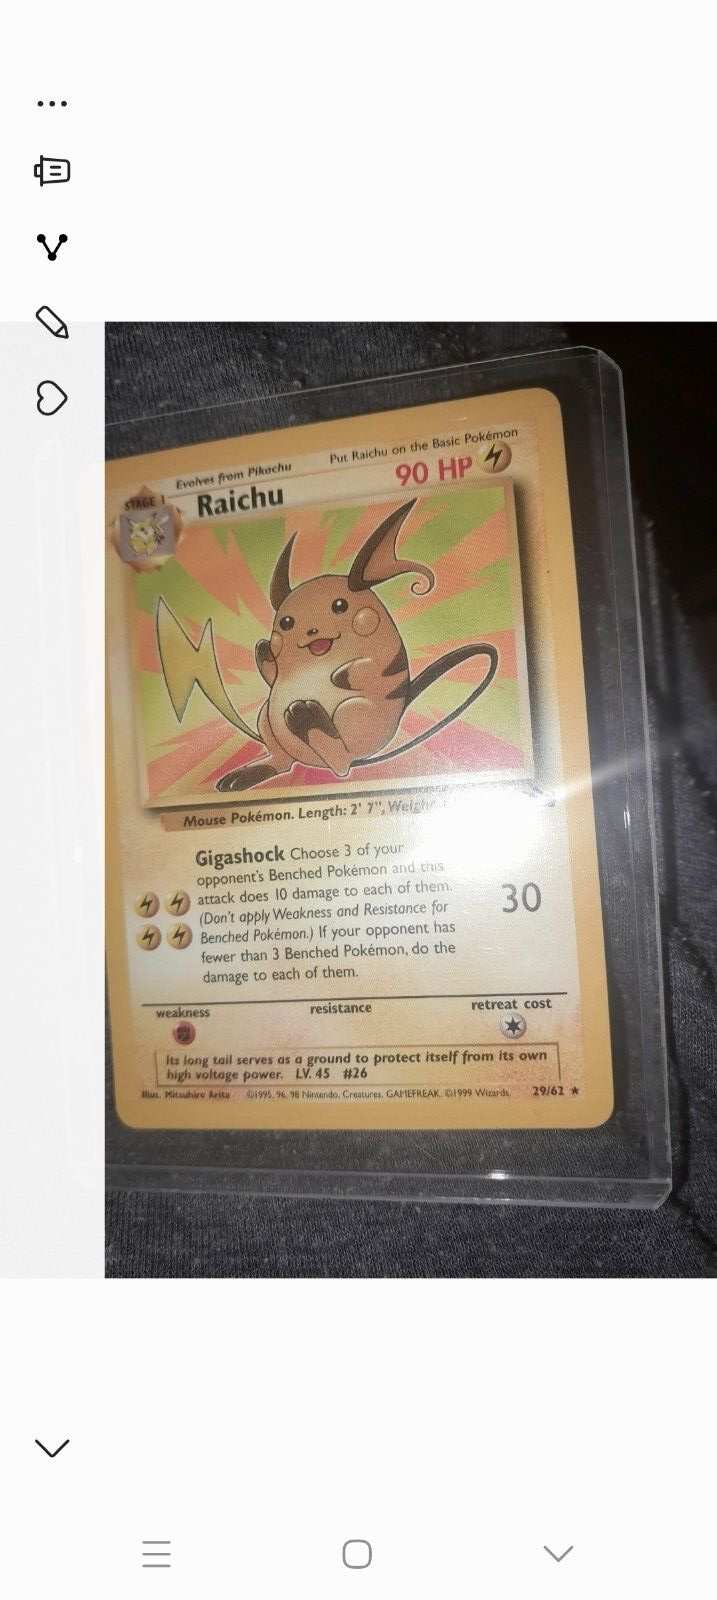 Evolves from Pikachu
Put Raichu on the Basic Pokémon
STAGE 1
Raichu
90 HP
Mouse Pokémon. Length: 2' 7", Weight:
Gigashock Choose 3 of your
opponent's Benched Pokémon and this
attack does 10 damage to each of them.
(Don't apply Weakness and Resistance for
Benched Pokémon.) If your opponent has
fewer than 3 Benched Pokémon, do the
damage to each of them.
30
weakness
resistance
retreat cost
Its long tail serves as a ground to protect itself from its own
high voltage power. LV. 45 #26
Illus. Mitsuhiro Arita ©1995, 96, 98 Nintendo, Creatures, GAMEFREAK. ©1999 Wizards. 29/62 ★